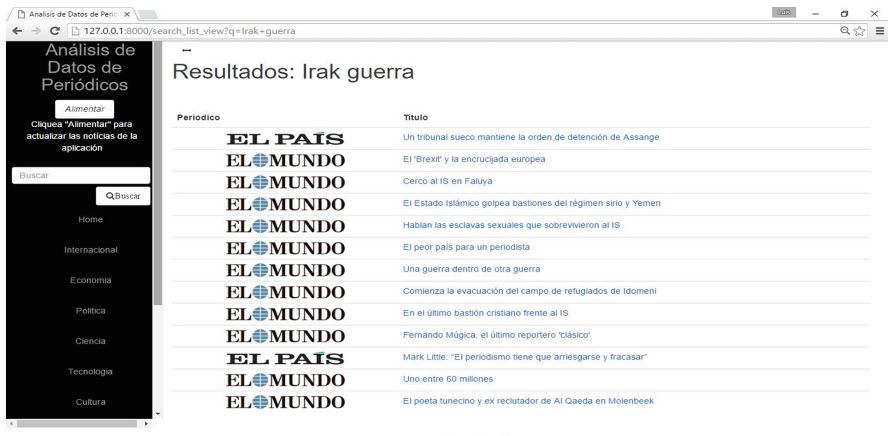 Analisis de Datos de Peric
127.0.0.1:8000/search_list_view?q=Irak+guerra
Análisis de
Datos de
Periódicos
Alimentar
Cliquea "Alimentar" para
actualizar las noticias de la
aplicación
Buscar
Buscar
Home
Internacional
Economia
Politica
Ciencia
Tecnologia
Cultura
Resultados: Irak guerra
Periodico Titulo
EL PAÍS Un tribunal sueco mantiene la orden de detención de Assange
EL MUNDO El 'Brexit' y la encrucijada europea
EL MUNDO Cerco al IS en Faluya
EL MUNDO El Estado Islámico golpea bastiones del régimen sirio y Yemen
EL MUNDO Hablan las esclavas sexuales que sobrevivieron al IS
EL MUNDO El peor país para un periodista
EL MUNDO Una guerra dentro de otra guerra
EL MUNDO Comienza la evacuación del campo de refugiados de Idomeni
EL MUNDO En el último bastión cristiano frente al IS
EL MUNDO Fernando Múgica, el último reportero 'clásico'
EL PAÍS Mark Little: “El periodismo tiene que arriesgarse y fracasar”
EL MUNDO Uno entre 60 millones
EL MUNDO El poeta tunecino y ex reclutador de Al Qaeda en Molenbeek